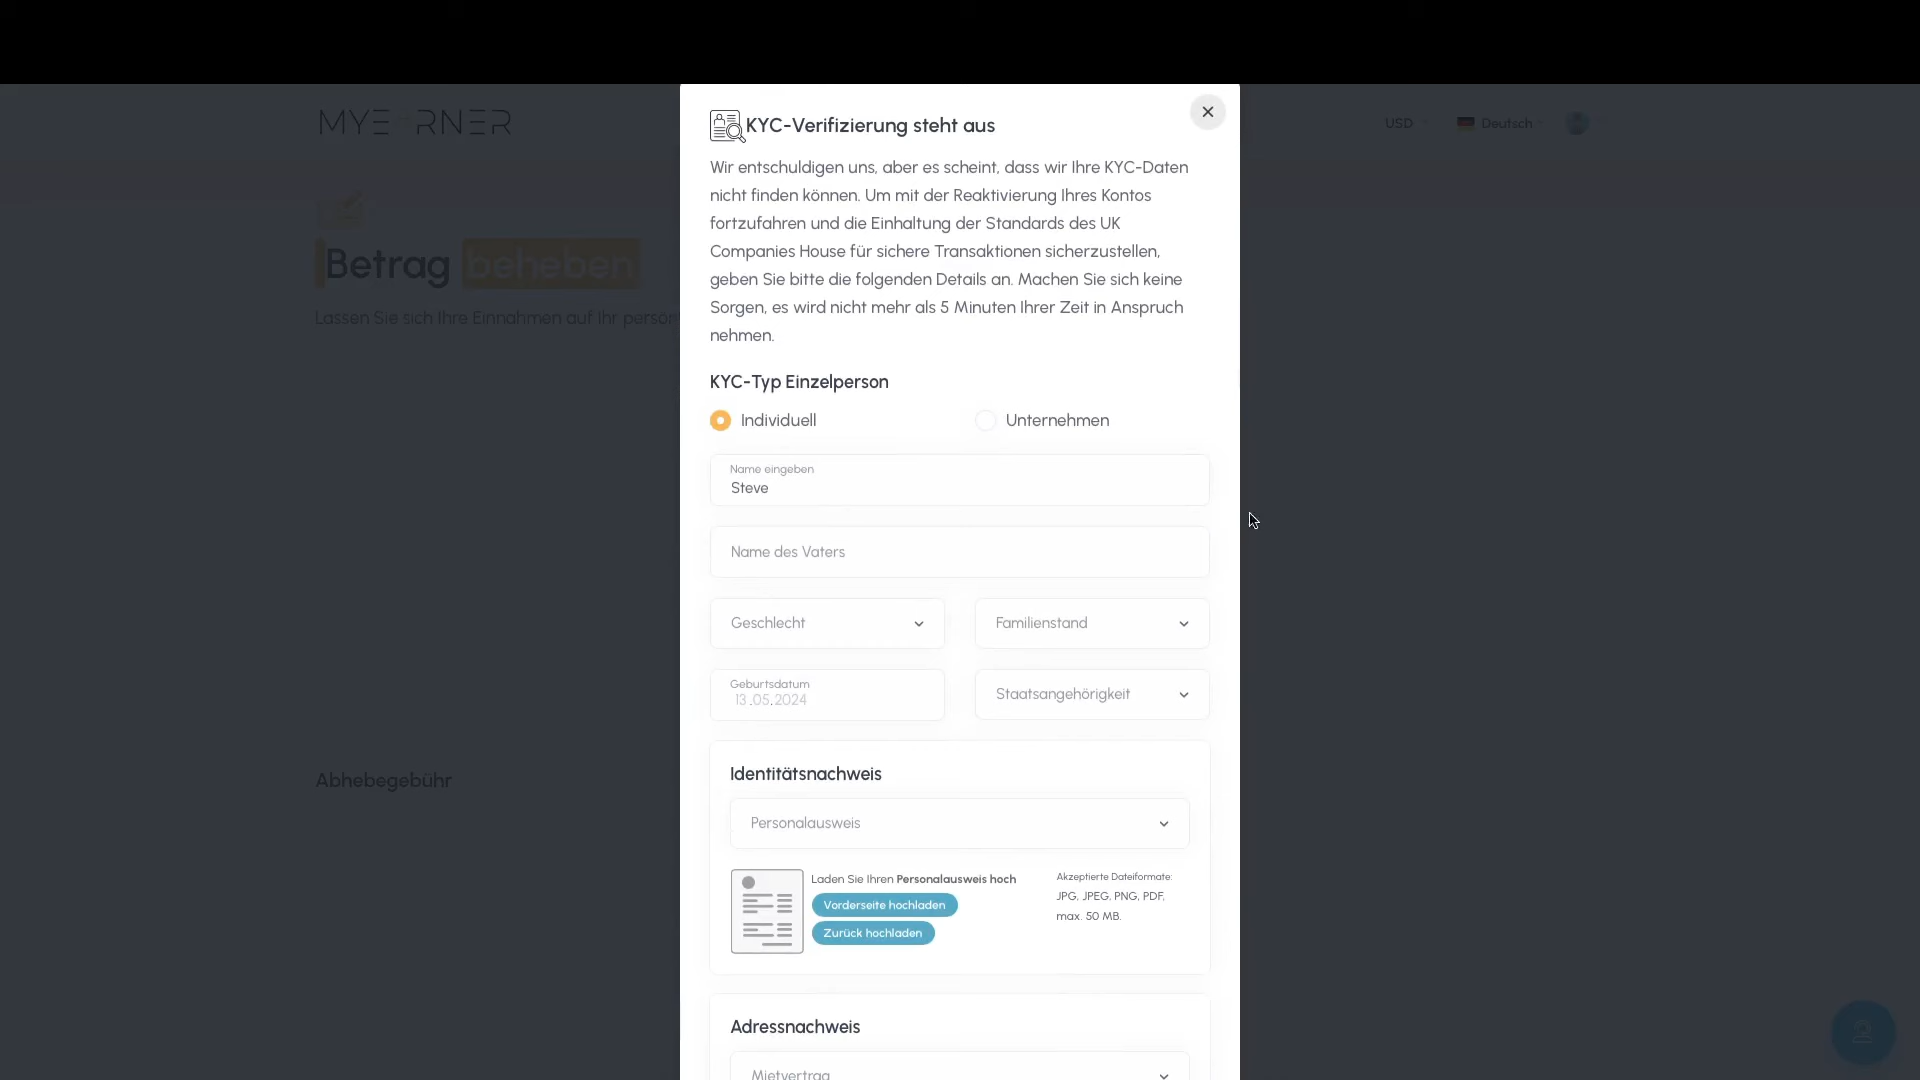 MYE RNER
USD
Deutsch
Betrag beheben
Lassen Sie sich Ihre Einnahmen auf Ihr persön
Abhebegebühr
KYC-Verifizierung steht aus
Wir entschuldigen uns, aber es scheint, dass wir Ihre KYC-Daten
nicht finden können. Um mit der Reaktivierung Ihres Kontos
fortzufahren und die Einhaltung der Standards des UK
Companies House für sichere Transaktionen sicherzustellen,
geben Sie bitte die folgenden Details an. Machen Sie sich keine
Sorgen, es wird nicht mehr als 5 Minuten Ihrer Zeit in Anspruch
nehmen.
KYC-Typ Einzelperson
Individuell
Unternehmen
Name eingeben
Steve
Name des Vaters
Geschlecht
Familienstand
Geburtsdatum
13.05.2024
Staatsangehörigkeit
Identitätsnachweis
Personalausweis
Laden Sie Ihren Personalausweis hoch
Vorderseite hochladen
Zurück hochladen
Akzeptierte Dateiformate:
JPG, JPEG, PNG, PDF,
max. 50 MB.
Adressnachweis
Mietvertrag